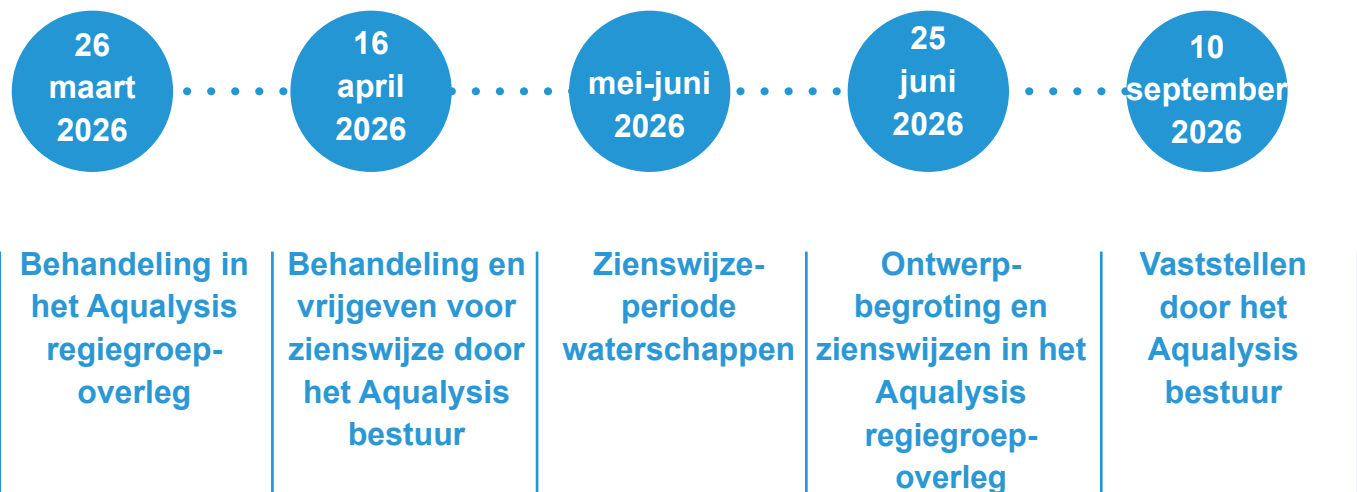 26
maart
2026
16
april
2026
mei-juni
2026
25
juni
2026
10
september
2026
Behandeling in
het Aqualysis
regiegroep-
overleg
Behandeling en
vrijgeven voor
zienswijze door
het Aqualysis
bestuur
Zienswijze-
periode
waterschappen
Ontwerp-
begroting en
zienswijzen in het
Aqualysis
regiegroep-
overleg
Vaststellen
door het
Aqualysis
bestuur